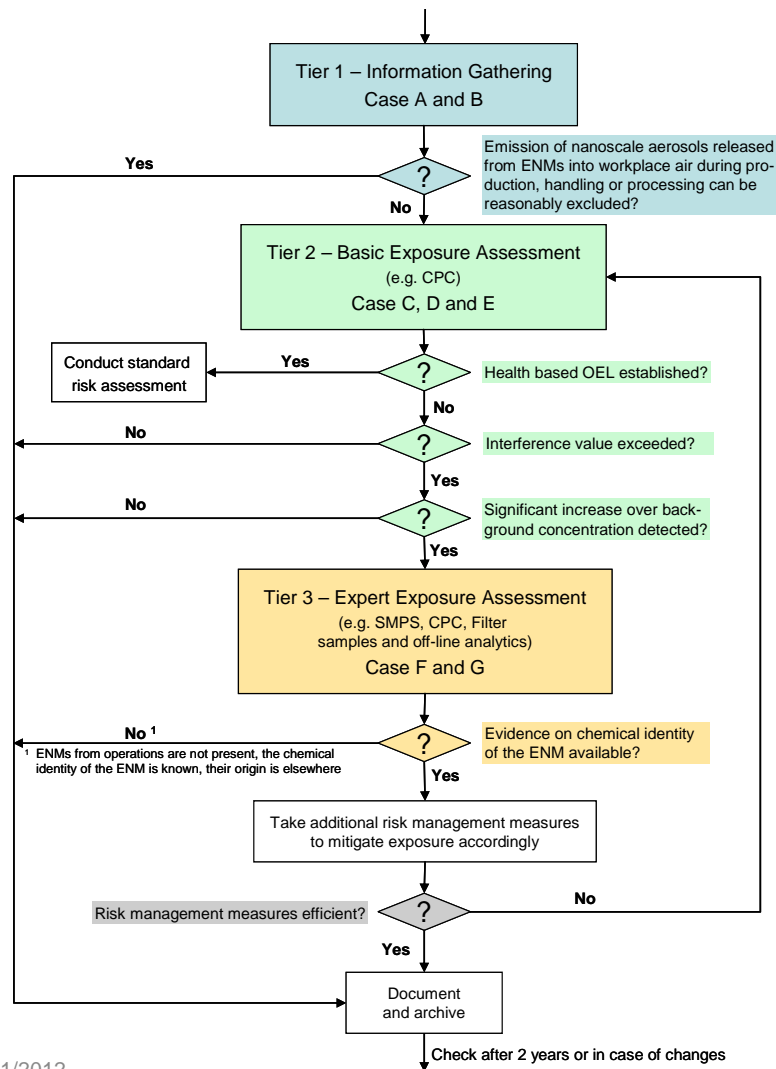 Tier 1 – Information Gathering
Case A and B
Yes
?
Emission of nanoscale aerosols released
from ENMs into workplace air during pro-
duction, handling or processing can be
reasonably excluded?
No
Tier 2 – Basic Exposure Assessment
(e.g. CPC)
Case C, D and E
Conduct standard
risk assessment
Yes
?
Health based OEL established?
No
No
?
Interference value exceeded?
Yes
No
?
Significant increase over back-
ground concentration detected?
Yes
Tier 3 – Expert Exposure Assessment
(e.g. SMPS, CPC, Filter
samples and off-line analytics)
Case F and G
No 1
?
Evidence on chemical identity
of the ENM available?
1 ENMs from operations are not present, the chemical
identity of the ENM is known, their origin is elsewhere
Yes
Take additional risk management measures
to mitigate exposure accordingly
Risk management measures efficient?
?
No
Yes
Document
and archive
Check after 2 years or in case of changes
1/2012